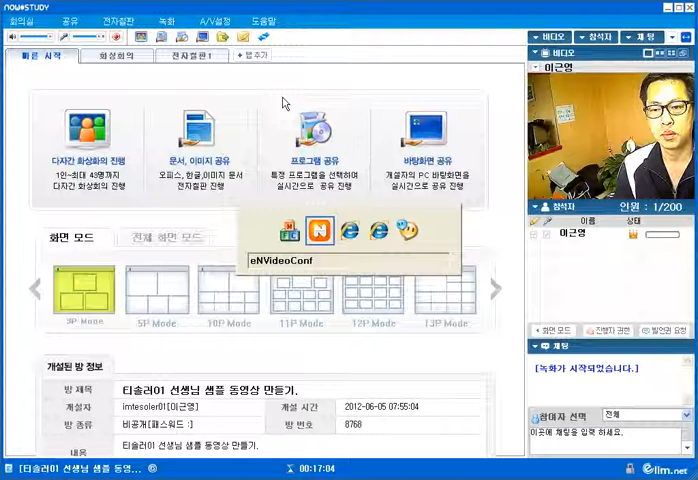 NOW★STUDY
회의실 공유 전자칠판 녹화 A/V설정 도움말
비디오 참석자 채팅
빠른 시작 화상회의 전자칠판1 + 탭추가
비디오
이근영
다자간 화상회의 진행
1인~최대 43명까지
다자간 화상회의 진행
문서, 이미지 공유
오피스, 한글,이미지 문서
전자칠판 진행
프로그램 공유
특정 프로그램을 선택하여
실시간으로 공유 진행
바탕화면 공유
개설자의 PC 바탕화면을
실시간으로 공유 진행
참석자 인원 : 1/200
이름 상태
이근영
화면 모드 전체 화면 모드
eNVideoConf
3P Mode 5P Mode 10P Mode 11P Mode 12P Mode 13P Mode
화면 모드 진행자 권한 발언권 요청
채팅
[녹화가 시작되었습니다.]
개설된 방 정보
방 제목 티솔러01 선생님 샘플 동영상 만들기.
개설자 imtesoler01[이근영] 개설 시간 2012-06-05 07:55:04
방 종류 비공개[패스워드 :] 방 번호 8768
내용 티솔러01 선생님 샘플 동영상 만들기.
참여자 선택 전체
이곳에 채팅을 입력 하세요.
[티솔러01 선생님 샘플 동영... 00:17:04 elim.net